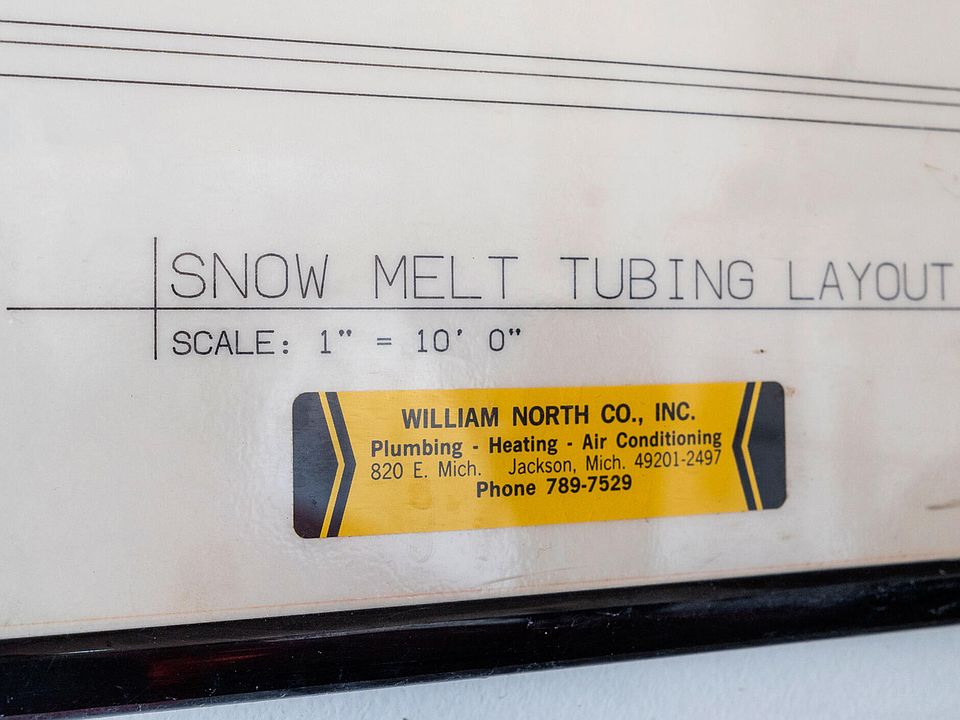 SNOW MELT TUBING LAYOUT
SCALE: 1" = 10' 0"
WILLIAM NORTH CO., INC.
Plumbing - Heating - Air Conditioning
820 E. Mich. Jackson, Mich. 49201-2497
Phone 789-7529